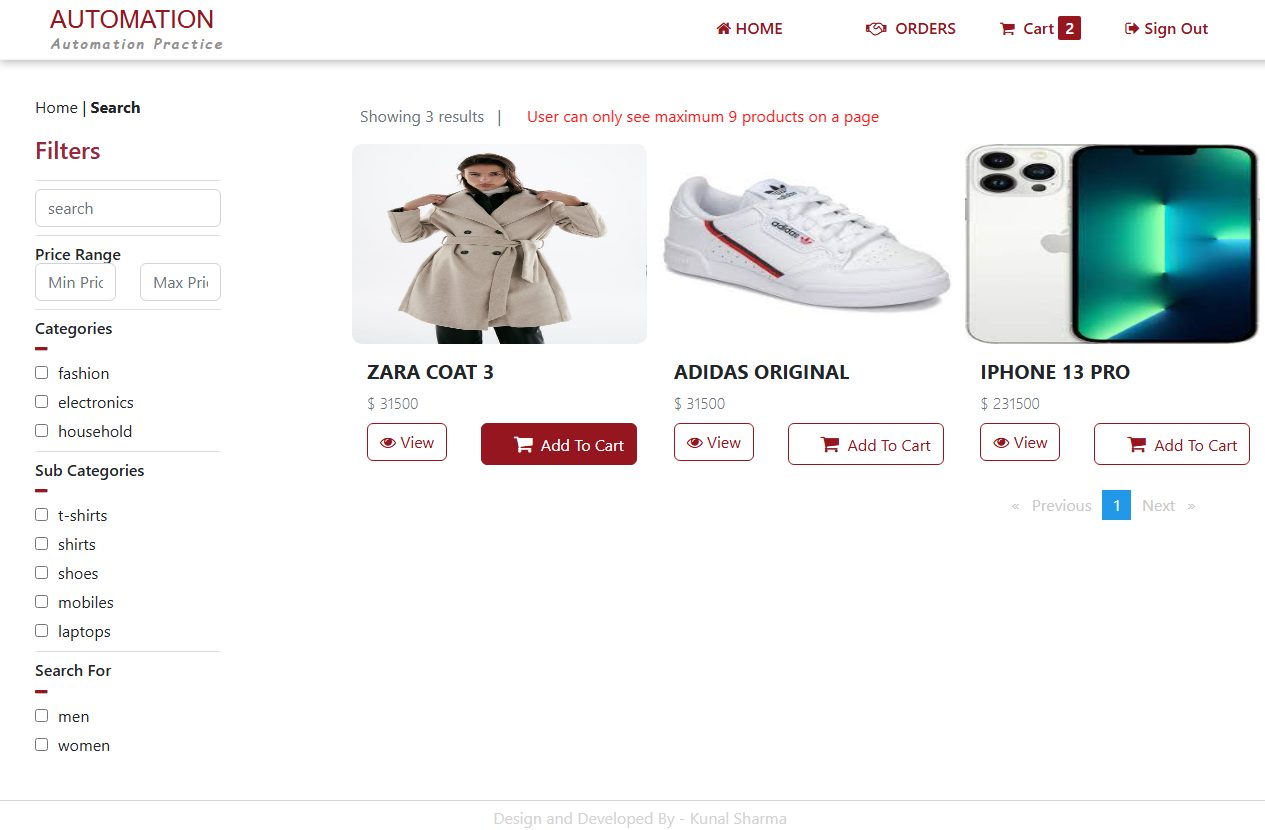 AUTOMATION
Automation Practice
HOME
ORDERS
Cart 2
Sign Out
Home | Search
Filters
search
Price Range
Min Pric
Max Pric
Categories
fashion
electronics
household
Sub Categories
t-shirts
shirts
shoes
mobiles
laptops
Search For
men
women
Showing 3 results |
User can only see maximum 9 products on a page
adidas
adidas
ZARA COAT 3
$ 31500
View
Add To Cart
ADIDAS ORIGINAL
$ 31500
View
Add To Cart
IPHONE 13 PRO
$ 231500
View
Add To Cart
« Previous 1 Next »
Design and Developed By - Kunal Sharma